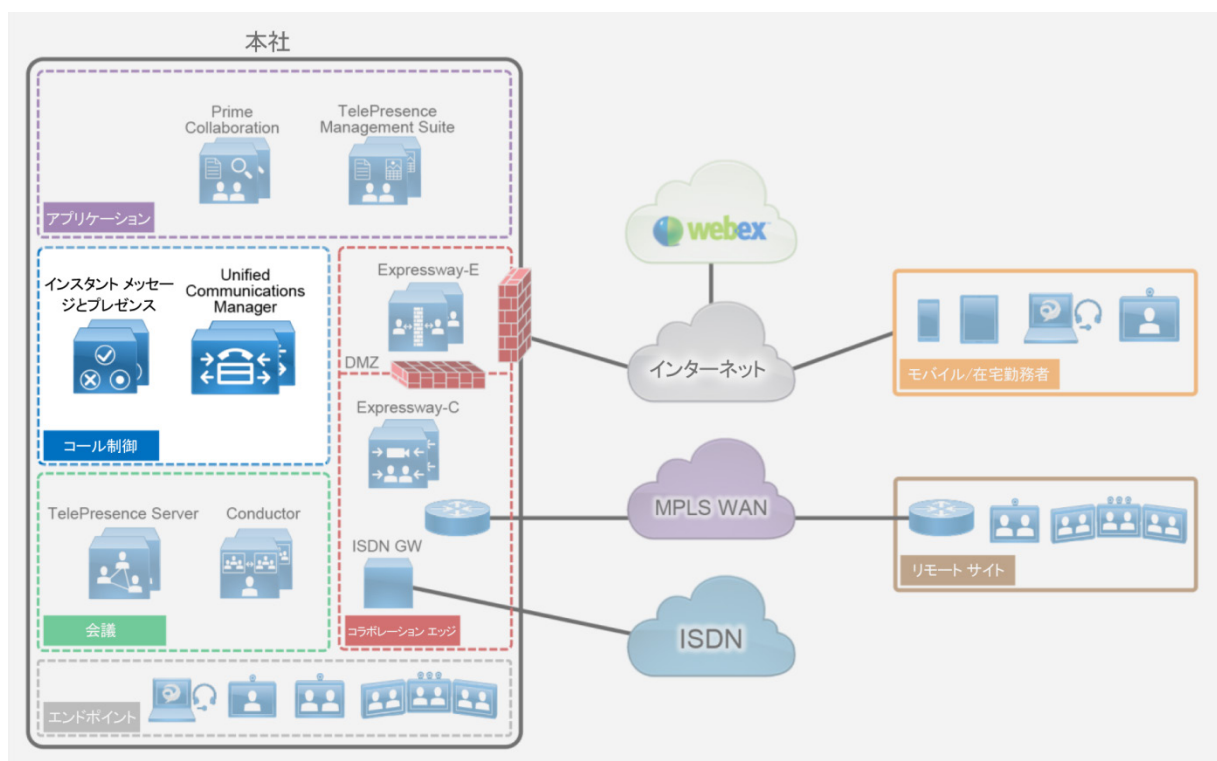 本社
Prime
Collaboration
TelePresence
Management Suite
アプリケーション
インスタント メッセー
ジとプレゼンス
Unified
Communications
Manager
コール制御
Expressway-E
DMZ
Expressway-C
ISDN GW
コラボレーション エッジ
TelePresence Server
Conductor
会議
エンドポイント
webex
インターネット
MPLS WAN
ISDN
モバイル/在宅勤務者
リモート サイト